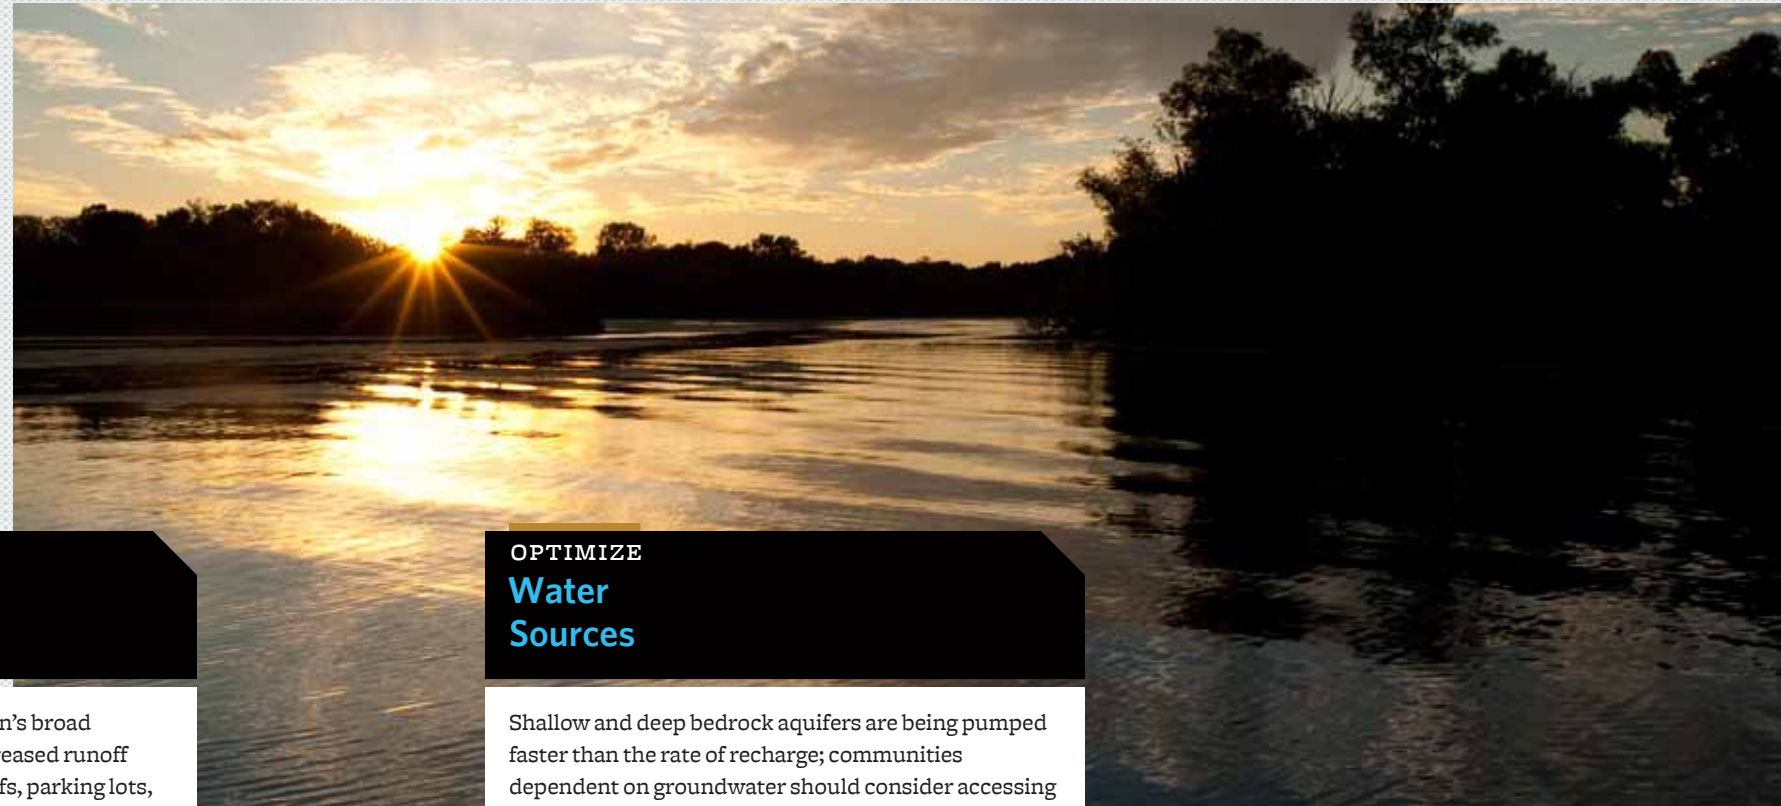 n's broad
eased runoff
fs, parking lots,
OPTIMIZE
Water
Sources
Shallow and deep bedrock aquifers are being pumped
faster than the rate of recharge; communities
dependent on groundwater should consider accessing